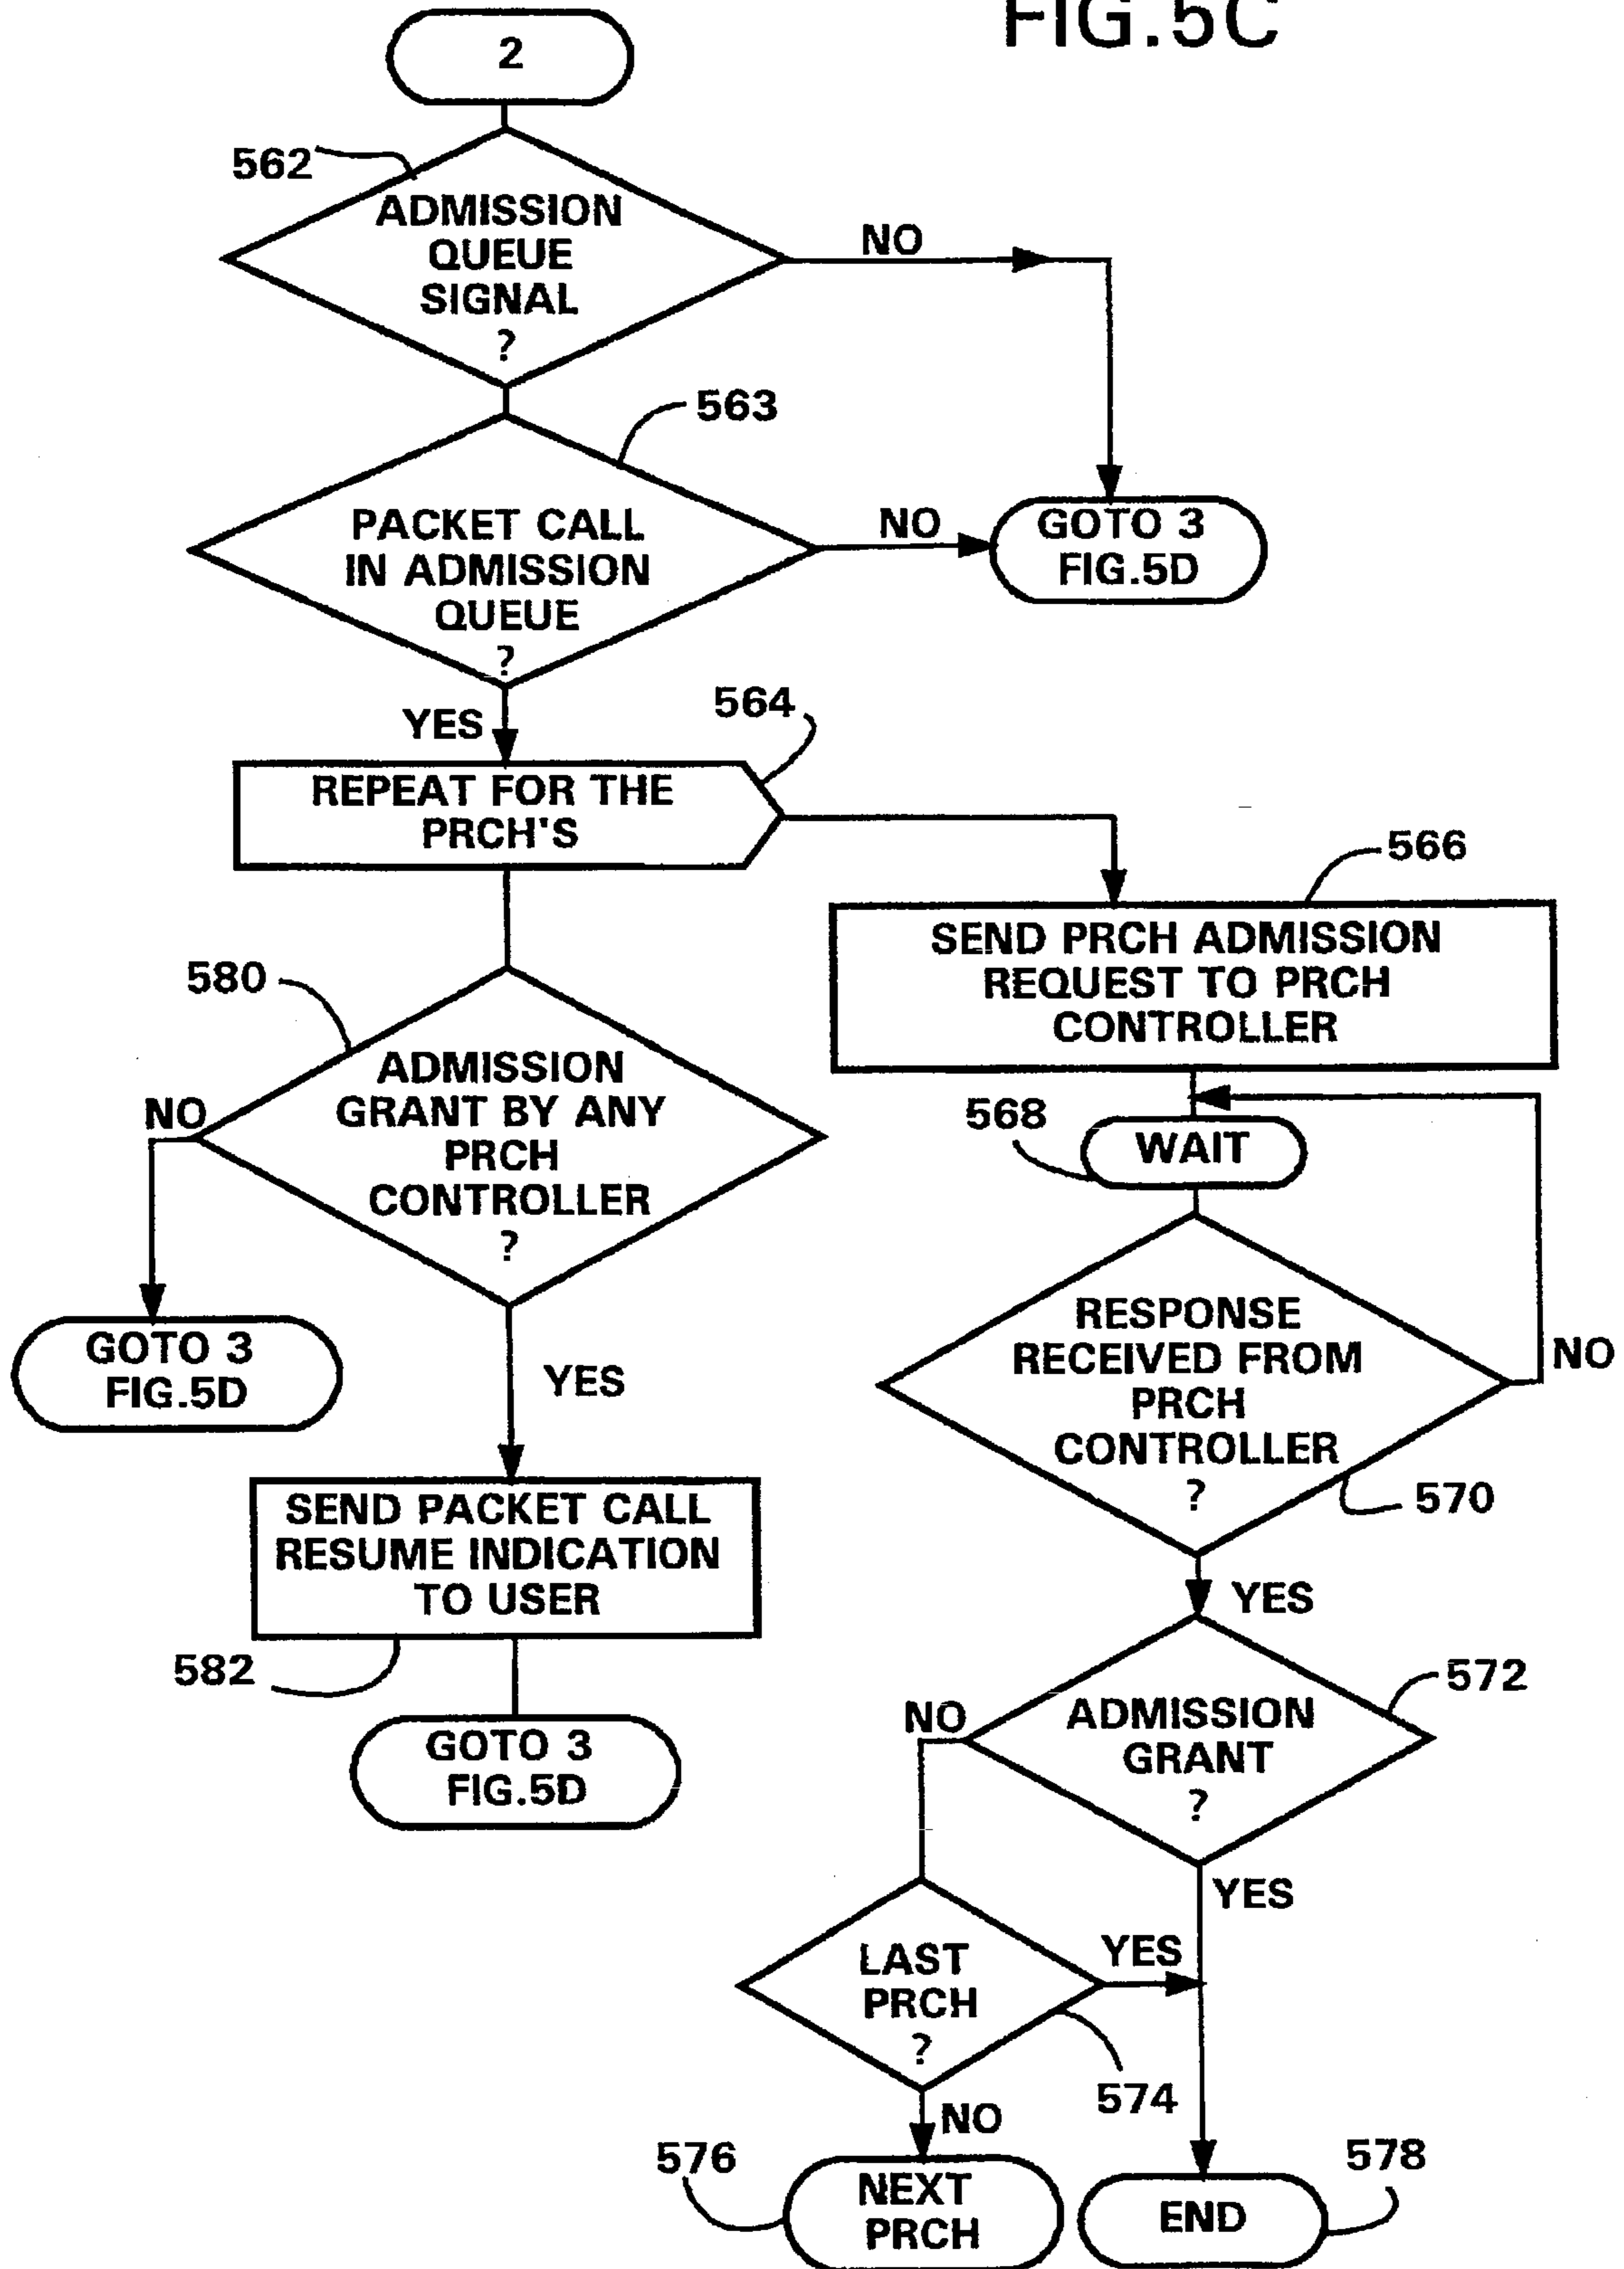 FIG.5C
2
562
ADMISSION
QUEUE
SIGNAL
?
NO
563
PACKET CALL
IN ADMISSION
QUEUE
?
NO
GOTO 3
FIG.5D
YES
564
REPEAT FOR THE
PRCH'S
566
SEND PRCH ADMISSION
REQUEST TO PRCH
CONTROLLER
580
ADMISSION
GRANT BY ANY
PRCH
CONTROLLER
?
NO
GOTO 3
FIG.5D
YES
568
WAIT
RESPONSE
RECEIVED FROM
PRCH
CONTROLLER
?
NO
570
YES
SEND PACKET CALL
RESUME INDICATION
TO USER
582
GOTO 3
FIG.5D
572
ADMISSION
GRANT
?
NO
YES
LAST
PRCH
?
YES
574
NO
576
NEXT
PRCH
578
END